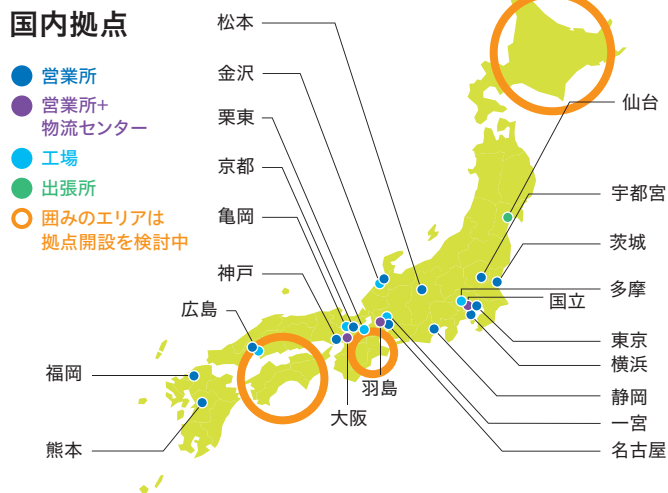 国内拠点
営業所
営業所+
物流センター
工場
出張所
囲みのエリアは
拠点開設を検討中
松本
金沢
栗東
京都
亀岡
神戸
広島
福岡
熊本
仙台
宇都宮
茨城
多摩
国立
東京
横浜
静岡
一宮
名古屋
羽島
大阪